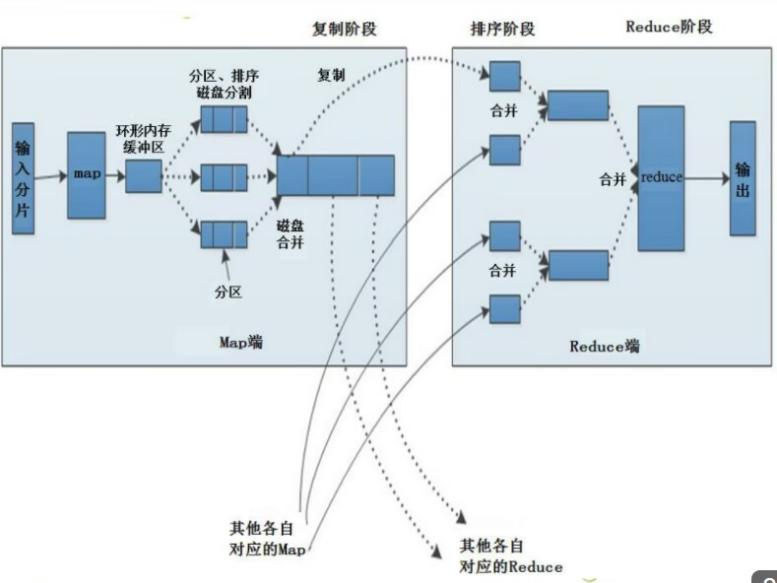 复制阶段
排序阶段
Reduce阶段
分区、排序
磁盘分割
复制
环形内存
缓冲区
输入分片
map
磁盘
合并
分区
Map端
合并
合并
合并
reduce
输出
Reduce端
其他各自
对应的Map
其他各自
对应的Reduce